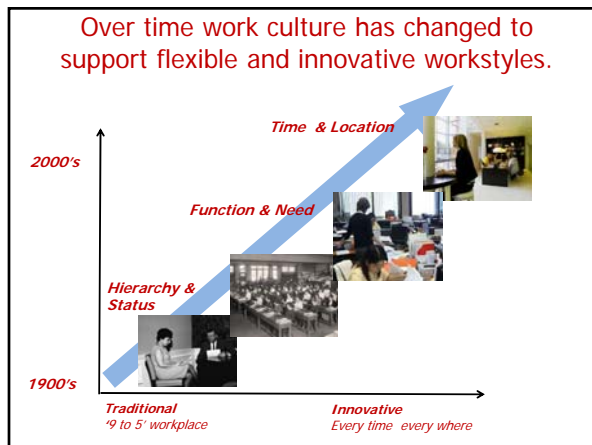 Over time work culture has changed to
support flexible and innovative workstyles.
Time & Location
2000's
Function & Need
Hierarchy &
Status
1900's
Traditional
'9 to 5' workplace
Innovative
Every time every where